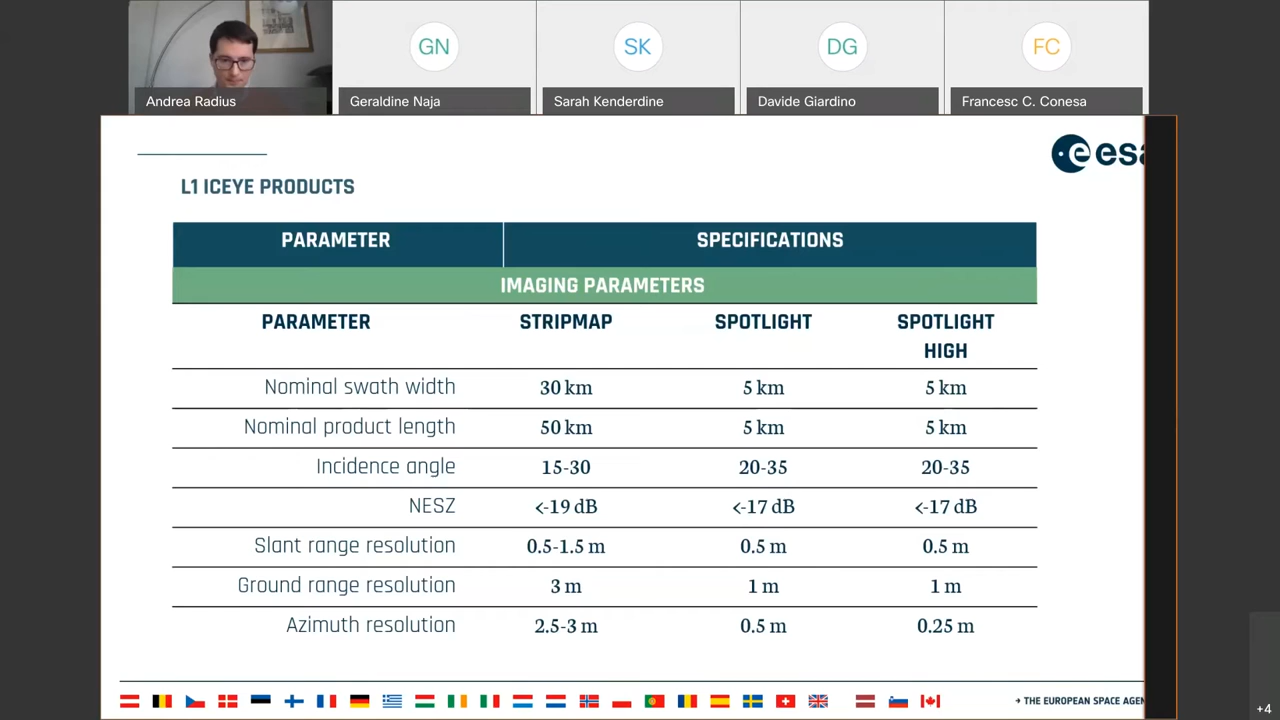 GN
SK
DG
FC
Andrea Radius
Geraldine Naja
Sarah Kenderdine
Davide Giardino
Francesc C. Conesa
esa
L1 ICEYE PRODUCTS
PARAMETER SPECIFICATIONS
IMAGING PARAMETERS
PARAMETER STRIPMAP SPOTLIGHT SPOTLIGHT HIGH
Nominal swath width 30 km 5 km 5 km
Nominal product length 50 km 5 km 5 km
Incidence angle 15-30 20-35 20-35
NESZ <-19 dB <-17 dB <-17 dB
Slant range resolution 0.5-1.5 m 0.5 m 0.5 m
Ground range resolution 3 m 1 m 1 m
Azimuth resolution 2.5-3 m 0.5 m 0.25 m
→ THE EUROPEAN SPACE AGEN
+4